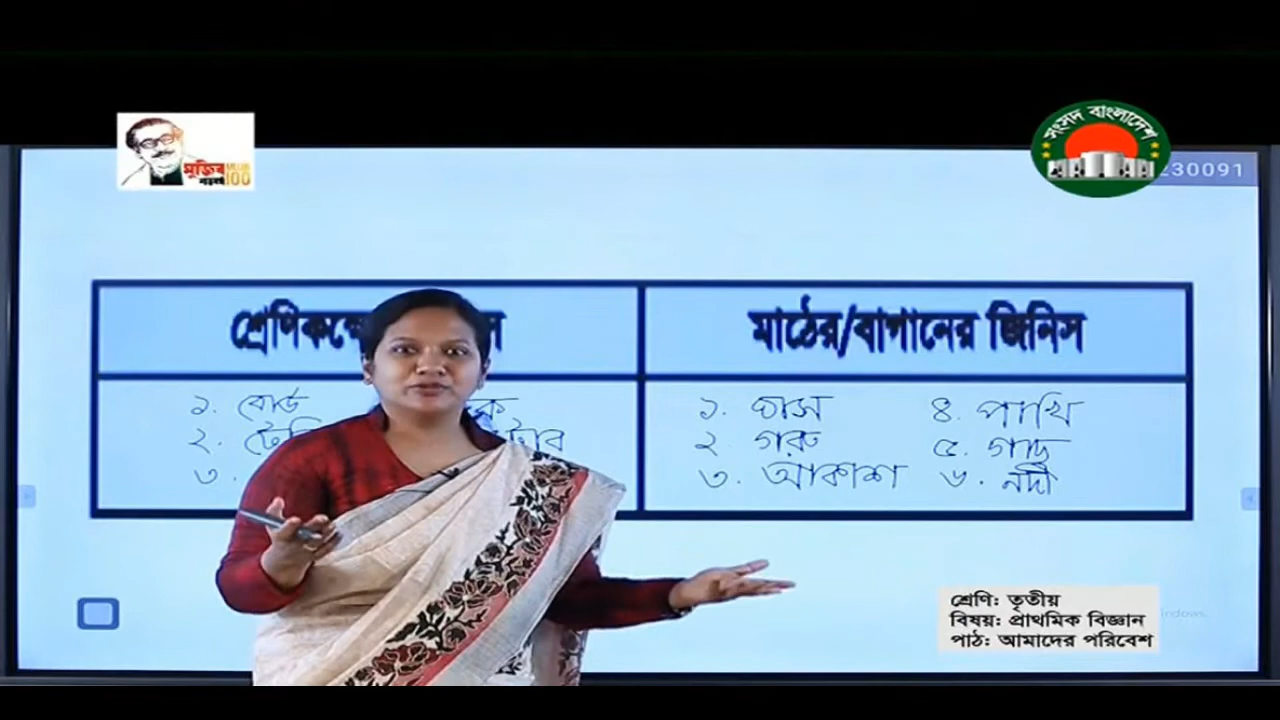 মুজিব
শতবর্ষ 100
সংসদ বাংলাদেশ
230091
মাঠের/বাগানের জিনিস
১. বোর্ড
২.
৩.
১. ঘাস
২ গরু
৩. আকাশ
৪. পাখি
৫. গাছ
৬. নদী
শ্রেণি: তৃতীয়
বিষয়: প্রাথমিক বিজ্ঞান
পাঠ: আমাদের পরিবেশ